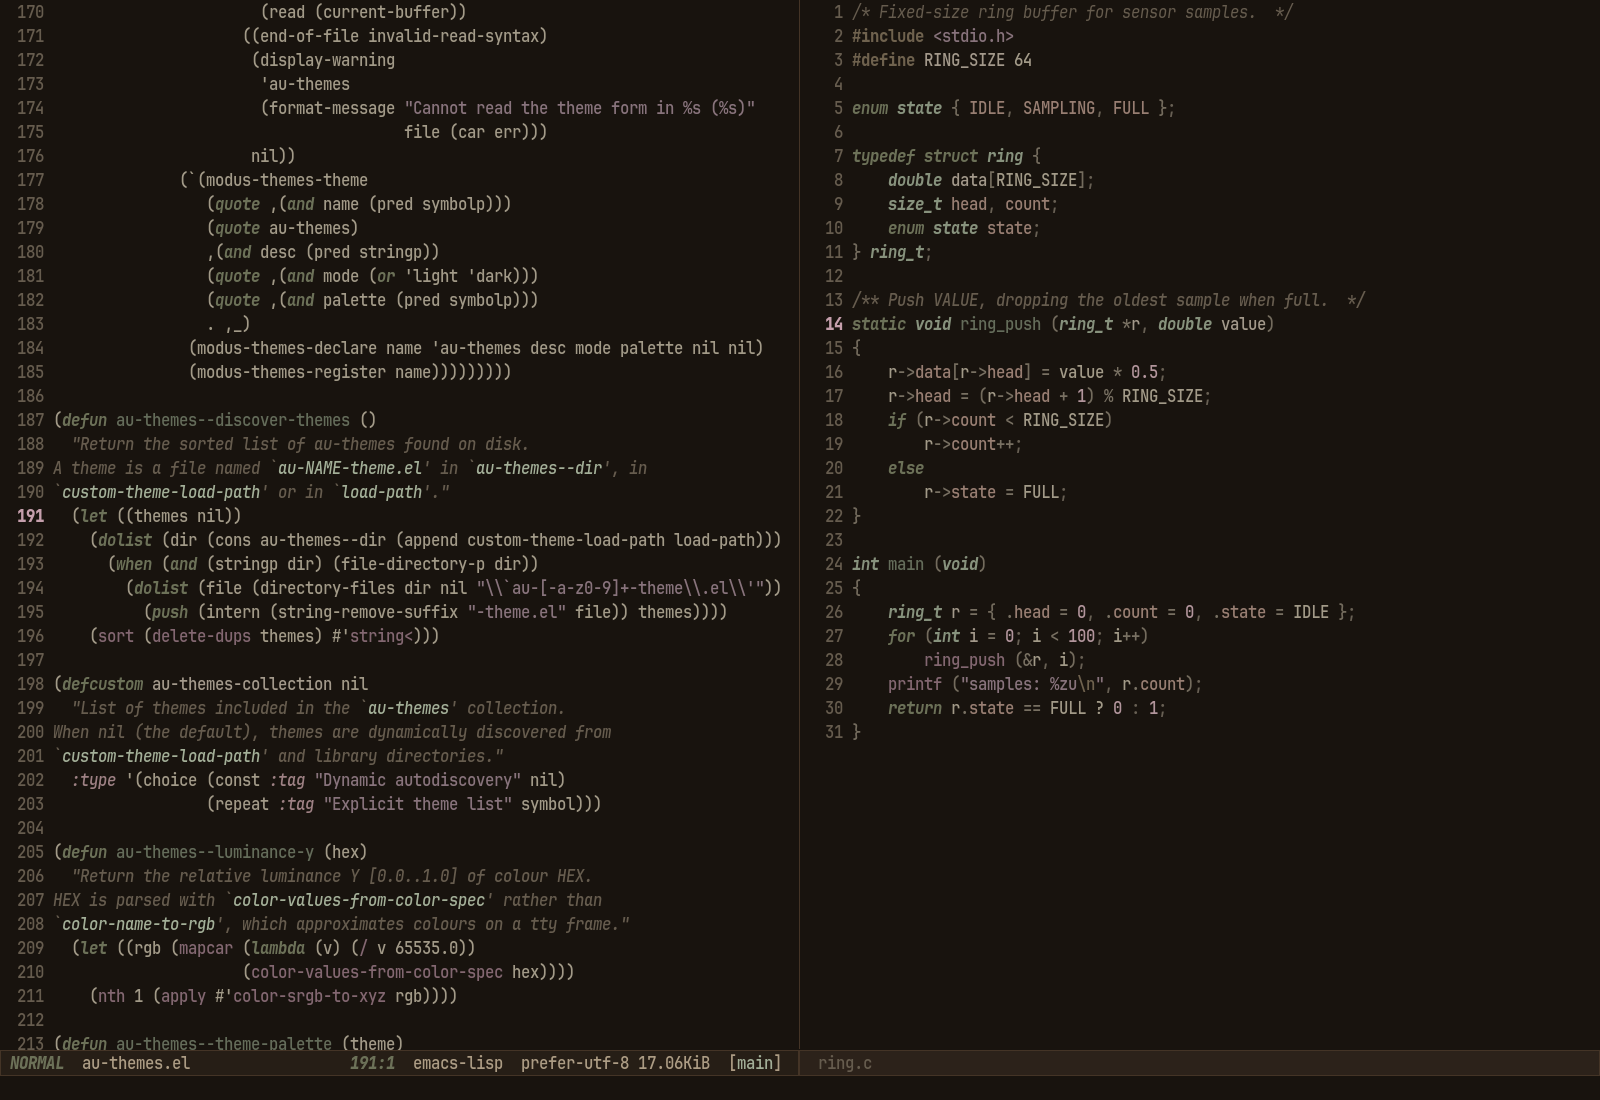 170                         (read (current-buffer))
171                       ((end-of-file invalid-read-syntax)
172                        (display-warning
173                         'au-themes
174                         (format-message "Cannot read the theme form in %s (%s)"
175                                         file (car err)))
176                        nil))
177                (`(modus-themes-theme
178                   (quote ,(and name (pred symbolp)))
179                   (quote au-themes)
180                   ,(and desc (pred stringp))
181                   (quote ,(and mode (or 'light 'dark)))
182                   (quote ,(and palette (pred symbolp)))
183                   . ,_)
184                 (modus-themes-declare name 'au-themes desc mode palette nil nil)
185                 (modus-themes-register name)))))))))
186
187 (defun au-themes--discover-themes ()
188   "Return the sorted list of au-themes found on disk.
189 A theme is a file named `au-NAME-theme.el' in `au-themes--dir', in
190 `custom-theme-load-path' or in `load-path'."
191   (let ((themes nil))
192     (dolist (dir (cons au-themes--dir (append custom-theme-load-path load-path)))
193       (when (and (stringp dir) (file-directory-p dir))
194         (dolist (file (directory-files dir nil "\\`au-[-a-z0-9]+-theme\\.el\\'"))
195           (push (intern (string-remove-suffix "-theme.el" file)) themes))))
196     (sort (delete-dups themes) #'string<)))
197
198 (defcustom au-themes-collection nil
199   "List of themes included in the `au-themes' collection.
200 When nil (the default), themes are dynamically discovered from
201 `custom-theme-load-path' and library directories."
202   :type '(choice (const :tag "Dynamic autodiscovery" nil)
203                  (repeat :tag "Explicit theme list" symbol)))
204
205 (defun au-themes--luminance-y (hex)
206   "Return the relative luminance Y [0.0..1.0] of colour HEX.
207 HEX is parsed with `color-values-from-color-spec' rather than
208 `color-name-to-rgb', which approximates colours on a tty frame."
209   (let ((rgb (mapcar (lambda (v) (/ v 65535.0))
210                      (color-values-from-color-spec hex))))
211     (nth 1 (apply #'color-srgb-to-xyz rgb))))
212
213 (defun au-themes--theme-palette (theme)
NORMAL  au-themes.el                  191:1  emacs-lisp  prefer-utf-8 17.06KiB  [main]
1 /* Fixed-size ring buffer for sensor samples.  */
2 #include <stdio.h>
3 #define RING_SIZE 64
4
5 enum state { IDLE, SAMPLING, FULL };
6
7 typedef struct ring {
8     double data[RING_SIZE];
9     size_t head, count;
10     enum state state;
11 } ring_t;
12
13 /** Push VALUE, dropping the oldest sample when full.  */
14 static void ring_push (ring_t *r, double value)
15 {
16     r->data[r->head] = value * 0.5;
17     r->head = (r->head + 1) % RING_SIZE;
18     if (r->count < RING_SIZE)
19         r->count++;
20     else
21         r->state = FULL;
22 }
23
24 int main (void)
25 {
26     ring_t r = { .head = 0, .count = 0, .state = IDLE };
27     for (int i = 0; i < 100; i++)
28         ring_push (&r, i);
29     printf ("samples: %zu\n", r.count);
30     return r.state == FULL ? 0 : 1;
31 }
ring.c